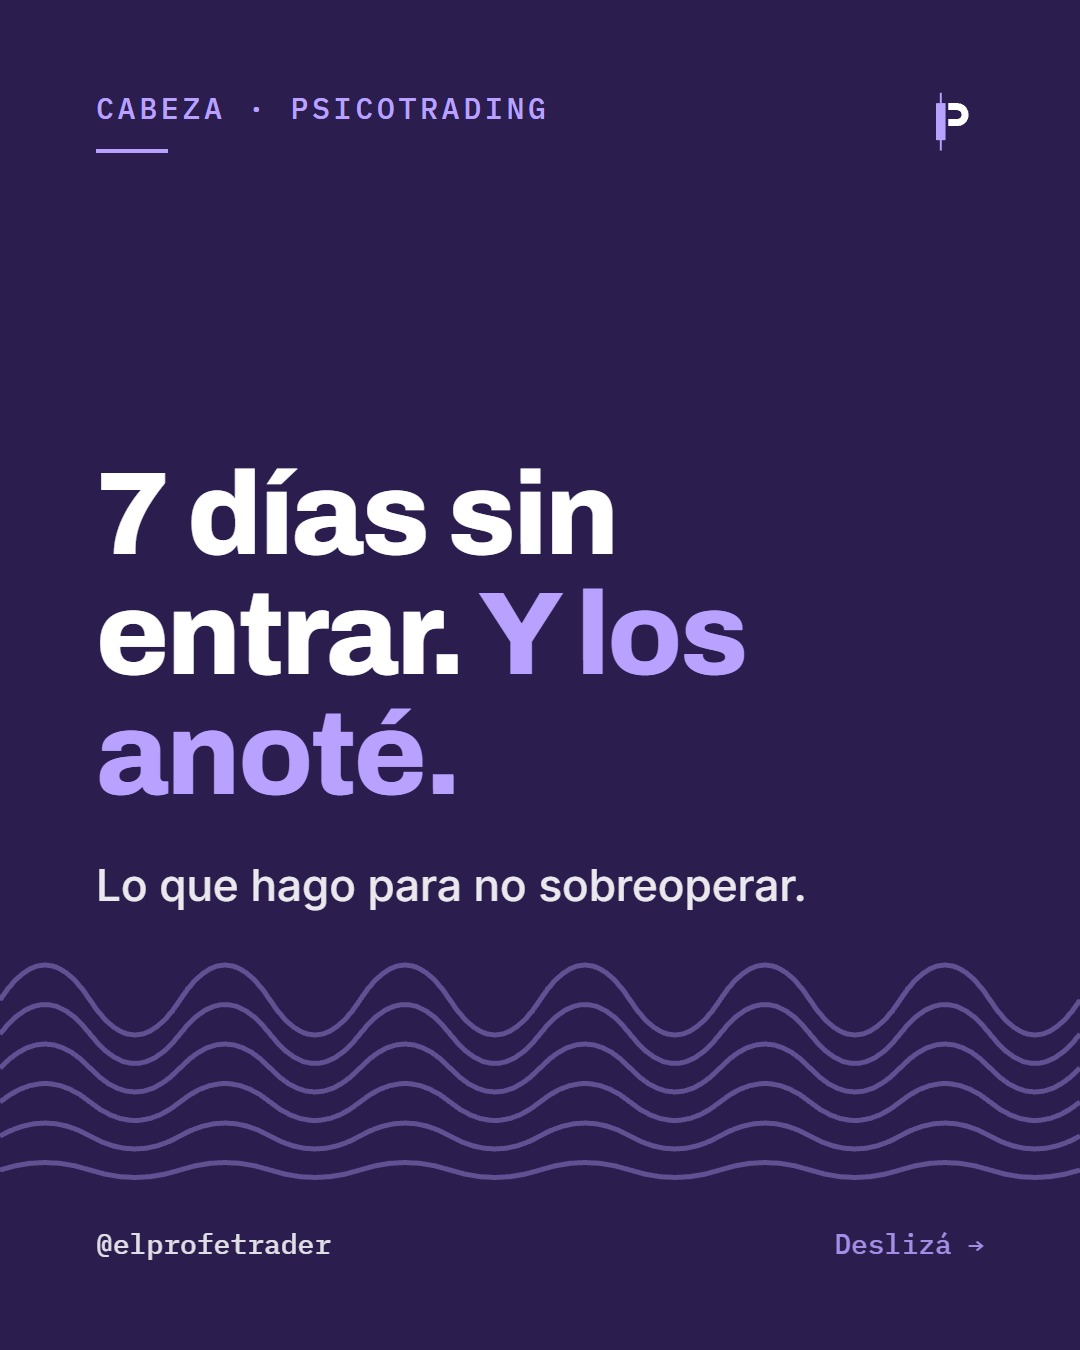 CABEZA · PSICOTRADING
P
7 días sin
entrar. Y los
anoté.
Lo que hago para no sobreoperar.
@elprofetrader
Deslizá →